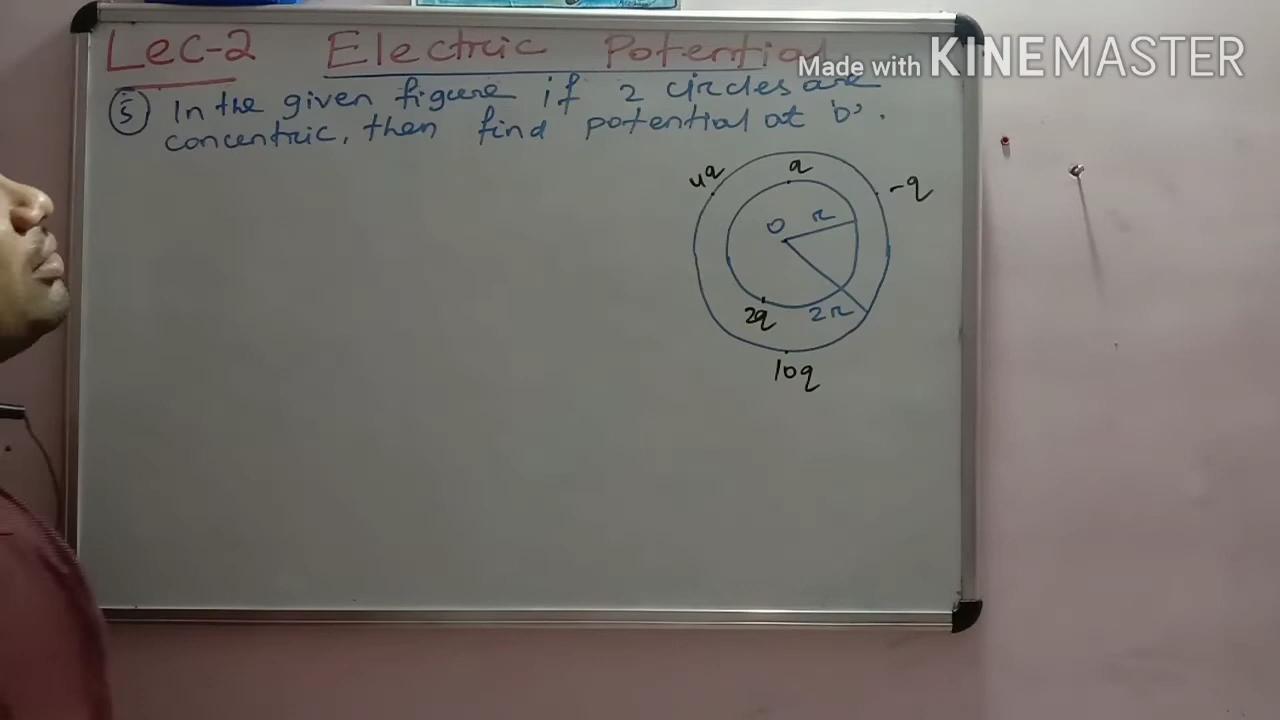 Lec-2 Electric Potential
Made with KINEMASTER
⑤ In the given figure if 2 circles are
concentric, then find potential at 'O'.
4q
q
-q
O
r
2q
2r
10q